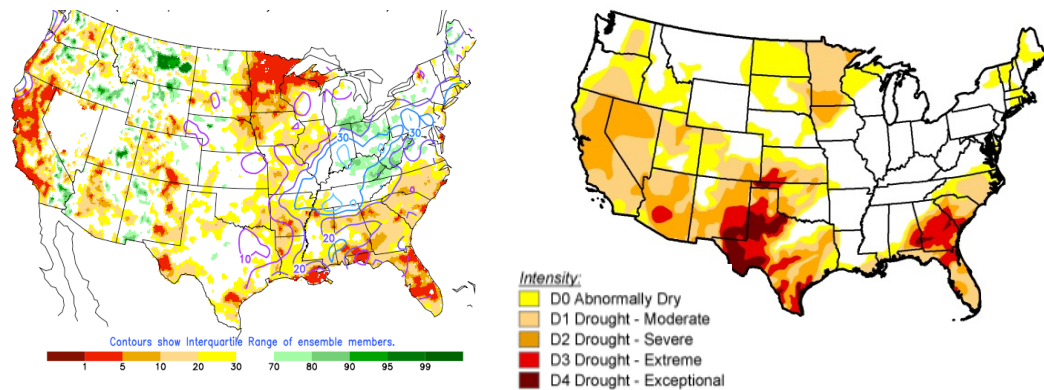 30
30
20
10
20
Contours show Interquartile Range of ensemble members.
1 5 10 20 30 70 80 90 95 99
Intensity:
D0 Abnormally Dry
D1 Drought - Moderate
D2 Drought - Severe
D3 Drought - Extreme
D4 Drought - Exceptional